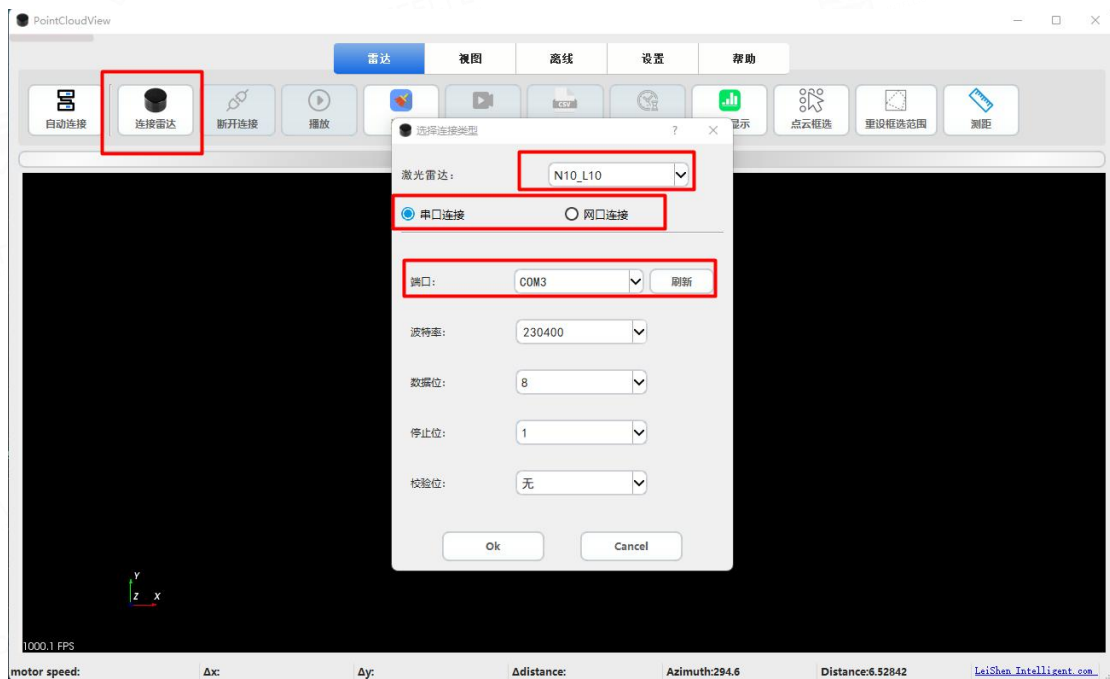 PointCloudView
雷达 视图 离线 设置 帮助
自动连接 连接雷达 断开连接 播放 显示 点云框选 重设框选范围 测距
CSV
选择连接类型 ?
激光雷达: N10_L10
串口连接 网口连接
端口: COM3 刷新
波特率: 230400
数据位: 8
停止位: 1
校验位: 无
Ok Cancel
Y
Z X
1000.1 FPS
motor speed: Δx: Δy: Δdistance: Azimuth:294.6 Distance:6.52842 LeiShen Intelligent.com